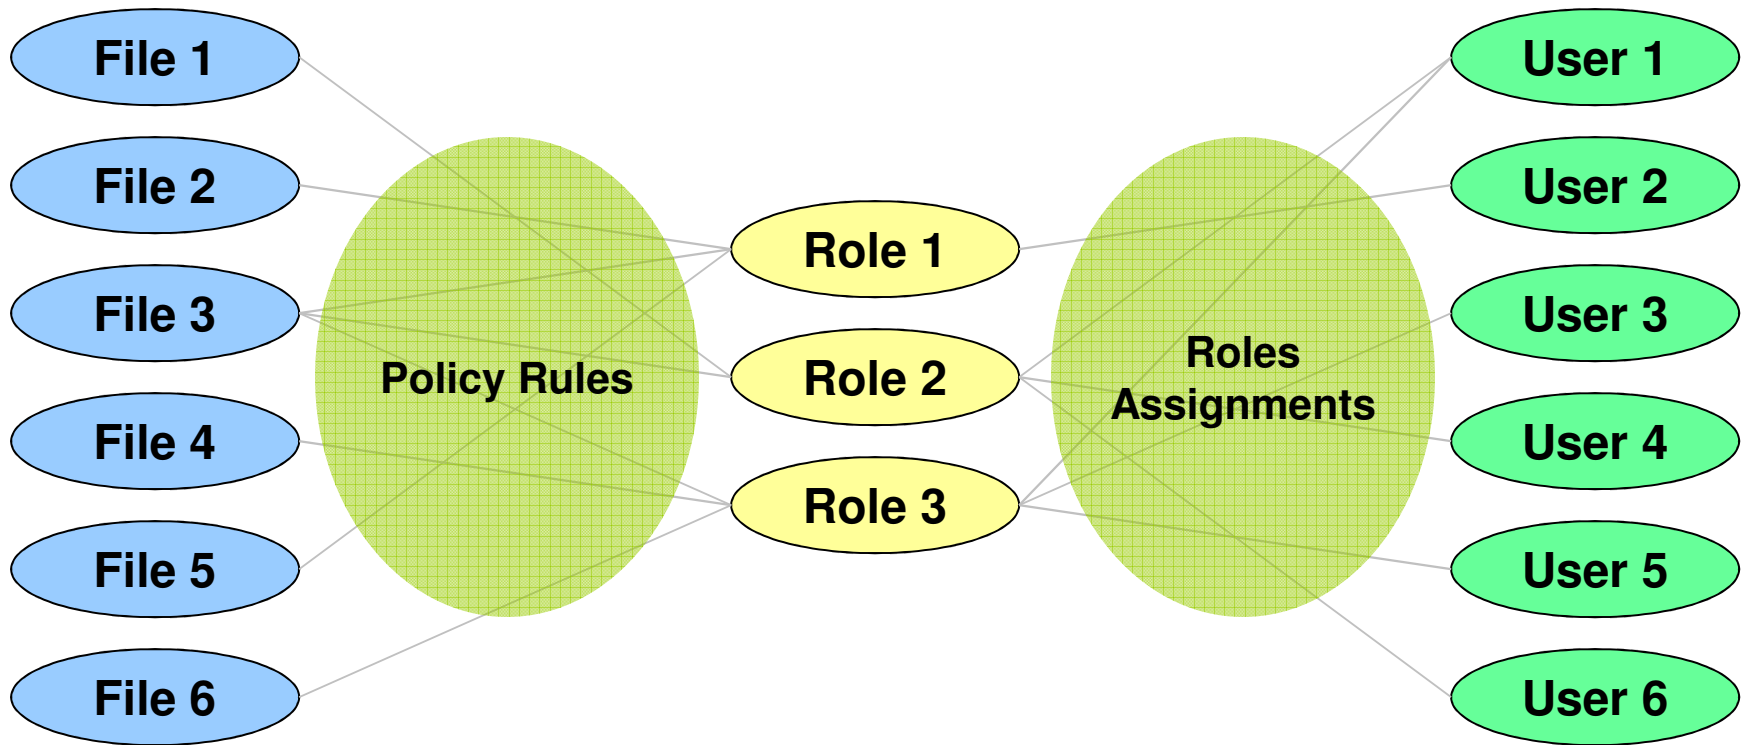 File 1
File 2
File 3
File 4
File 5
File 6
Policy Rules
Role 1
Role 2
Role 3
Roles
Assignments
User 1
User 2
User 3
User 4
User 5
User 6